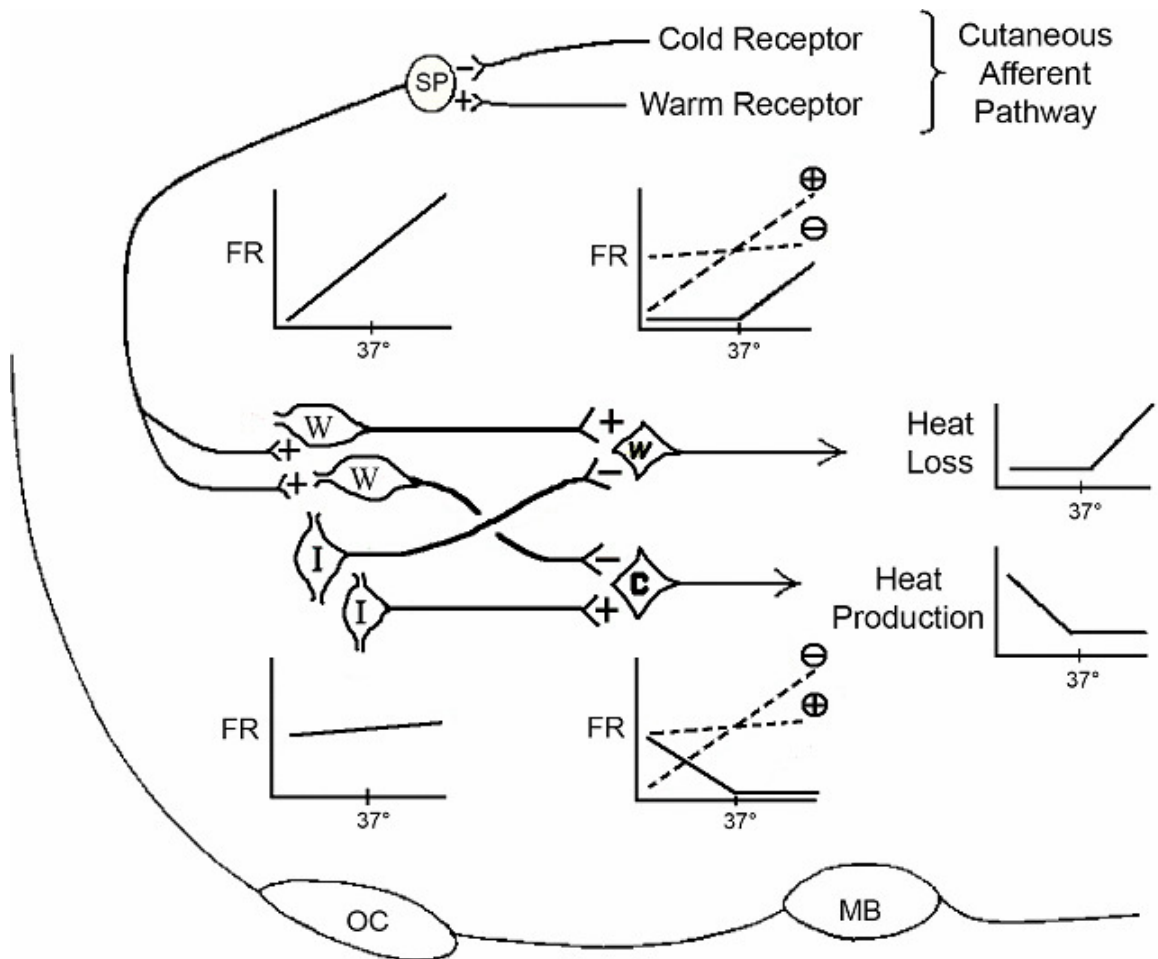 Cold Receptor
Warm Receptor
Cutaneous
Afferent
Pathway
SP
−
+
FR
37°
FR
⊕
⊖
37°
W
+
+
W
W
+
−
Heat
Loss
37°
I
I
−
+
C
Heat
Production
37°
FR
37°
FR
⊖
⊕
37°
OC
MB